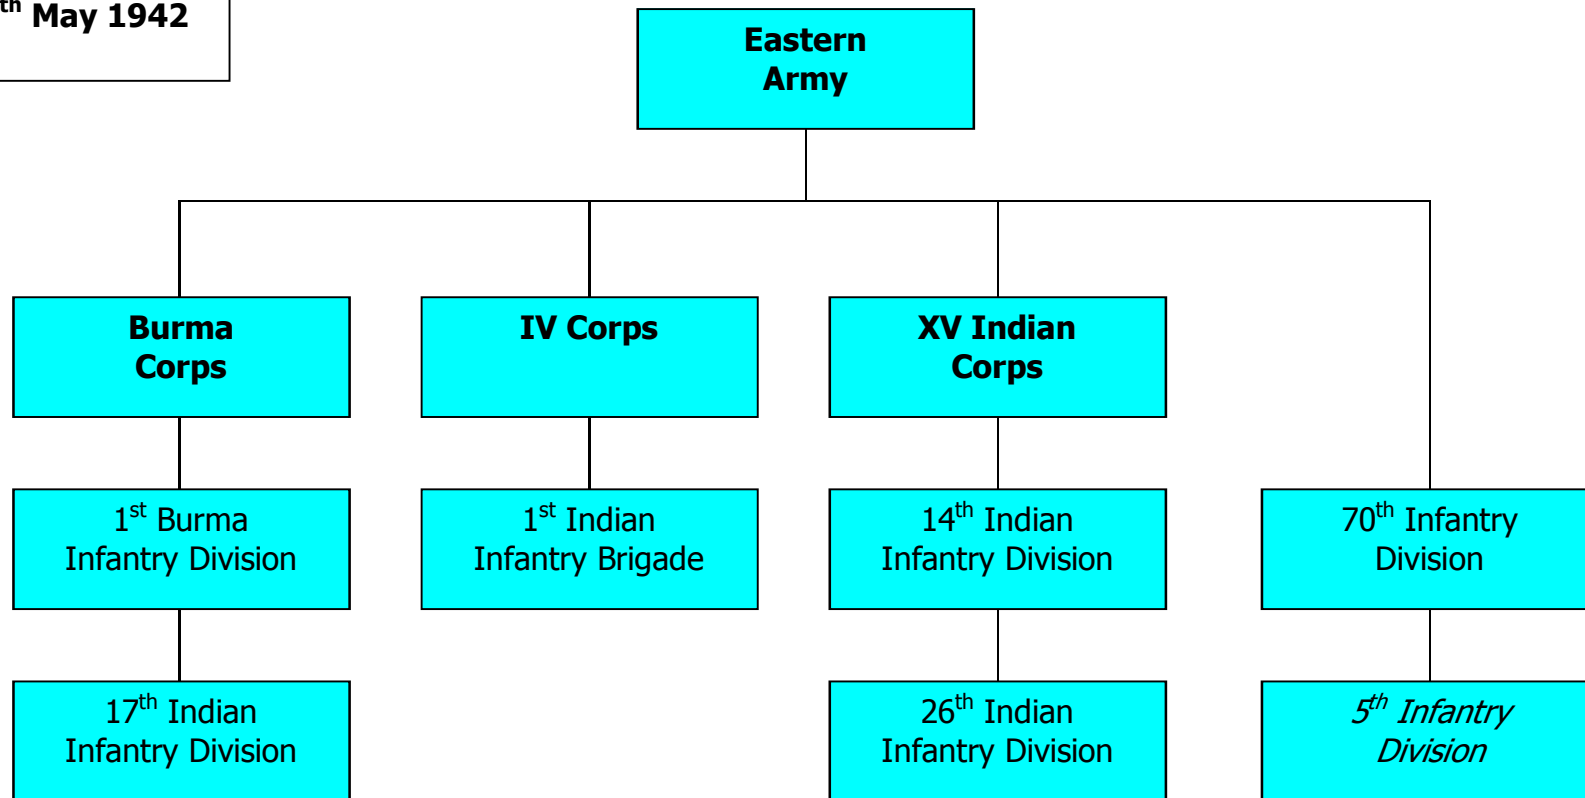 th May 1942
Eastern
Army
Burma
Corps
IV Corps
XV Indian
Corps
1st Burma
Infantry Division
1st Indian
Infantry Brigade
14th Indian
Infantry Division
70th Infantry
Division
17th Indian
Infantry Division
26th Indian
Infantry Division
5th Infantry
Division